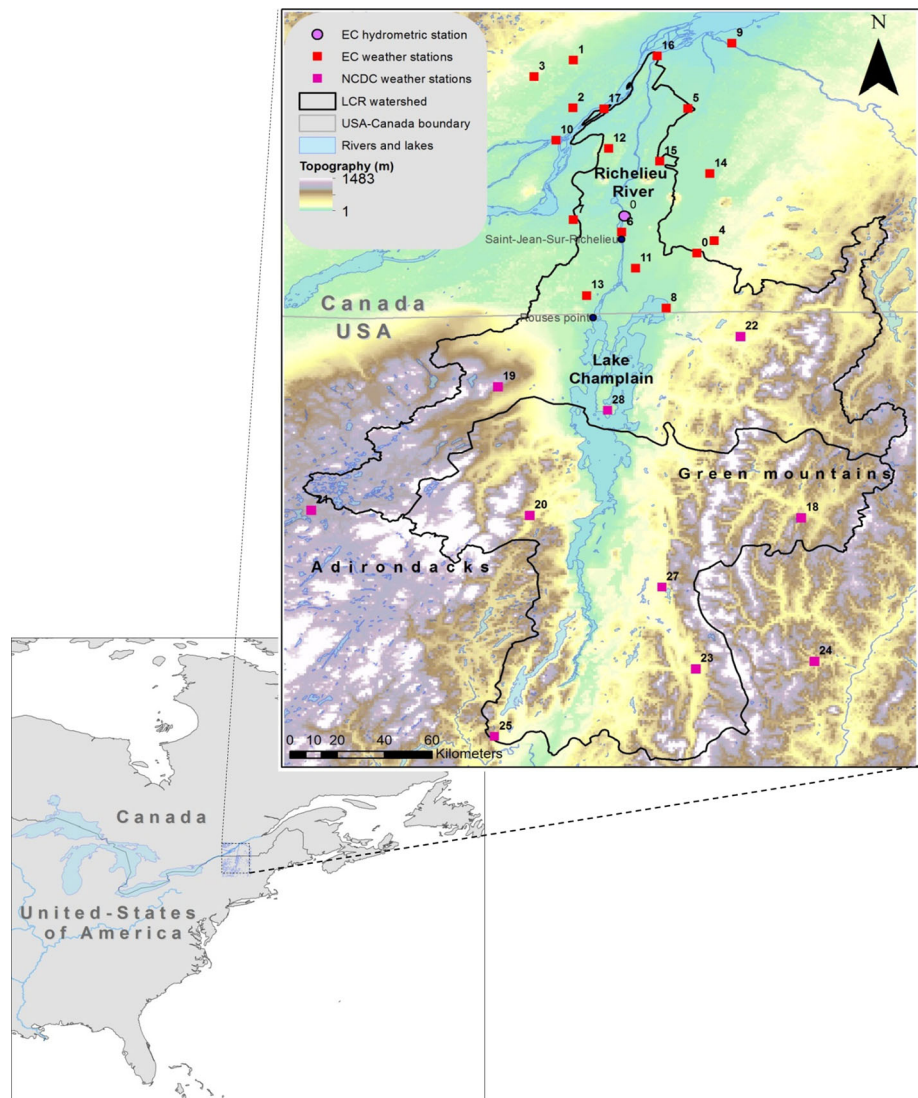 EC hydrometric station
EC weather stations
NCDC weather stations
LCR watershed
USA-Canada boundary
Rivers and lakes
Topography (m)
1483
1
N
9
16
1
3
2
17
5
10
12
15
14
Richelieu
River
0
7
6
Saint-Jean-Sur-Richelieu
4
0
11
13
8
Canada
USA
Rouses point
22
Lake
Champlain
19
28
Green mountains
21
20
18
Adirondacks
27
23
24
25
0 10 20 40 60
Kilometers
Canada
United-States
of America